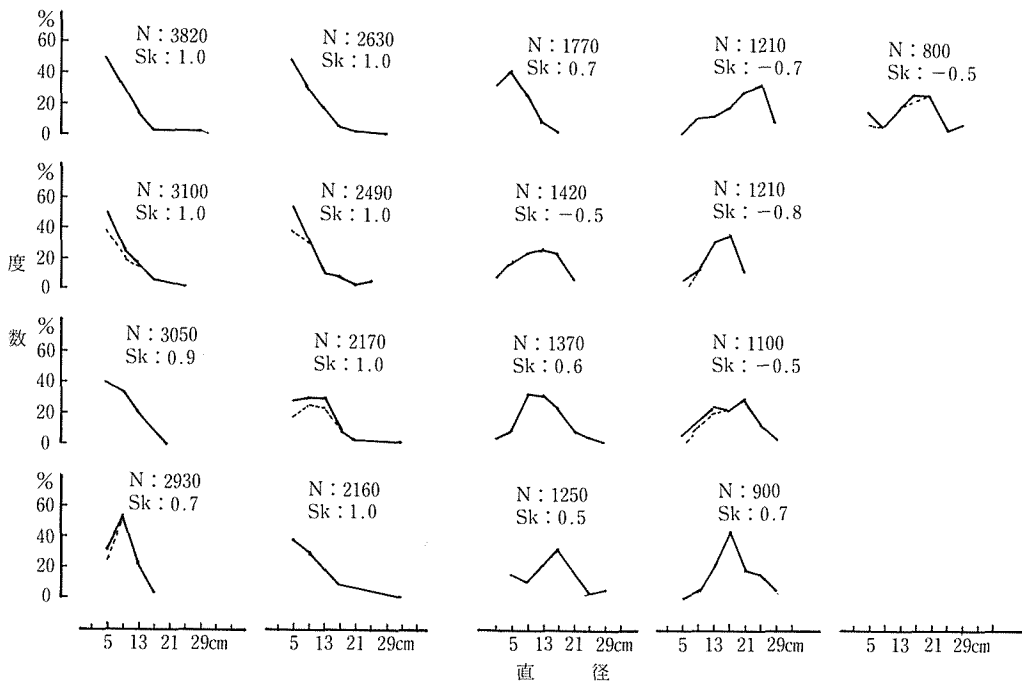 %
60
40
20
0
N：3820
Sk：1.0
N：2630
Sk：1.0
N：1770
Sk：0.7
N：1210
Sk：−0.7
N：800
Sk：−0.5
%
60
40
20
0
N：3100
Sk：1.0
N：2490
Sk：1.0
N：1420
Sk：−0.5
N：1210
Sk：−0.8
度数
%
60
40
20
0
N：3050
Sk：0.9
N：2170
Sk：1.0
N：1370
Sk：0.6
N：1100
Sk：−0.5
%
60
40
20
0
N：2930
Sk：0.7
N：2160
Sk：1.0
N：1250
Sk：0.5
N：900
Sk：0.7
5 13 21 29cm
5 13 21 29cm
5 13 21 29cm
5 13 21 29cm
5 13 21 29cm
直径